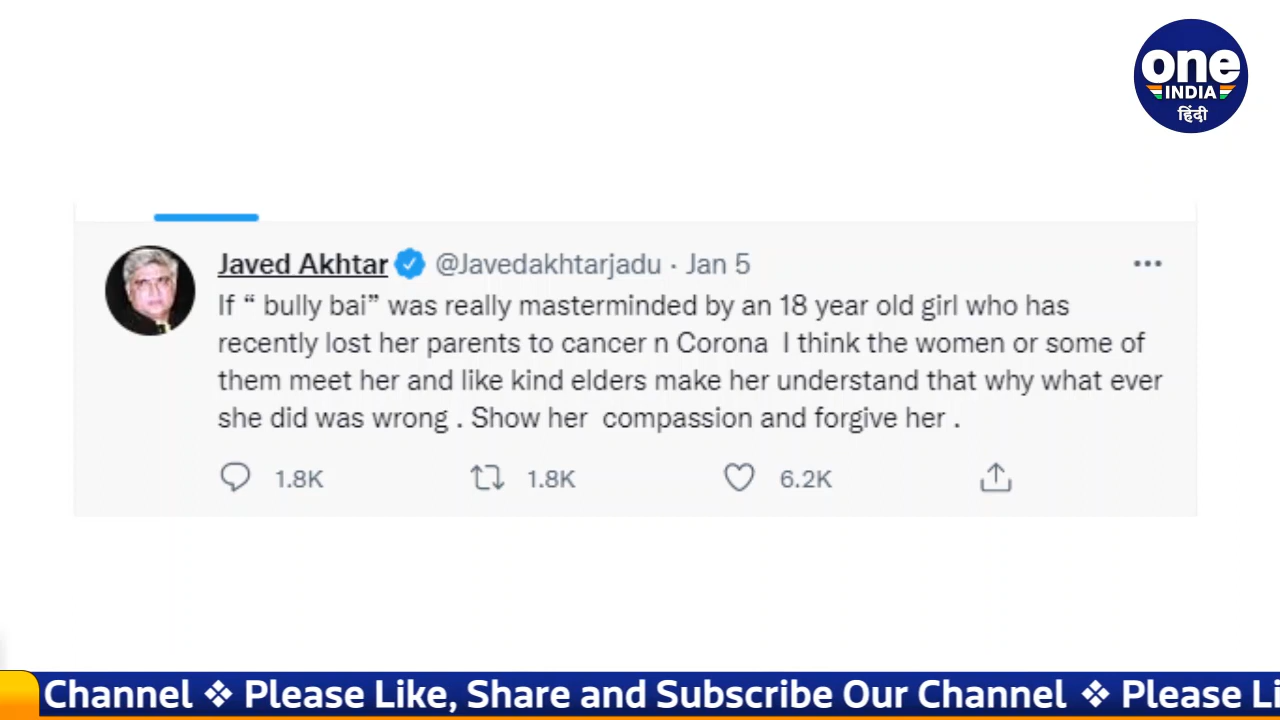 one
INDIA
हिंदी
Javed Akhtar @Javedakhtarjadu · Jan 5
If “ bully bai” was really masterminded by an 18 year old girl who has
recently lost her parents to cancer n Corona I think the women or some of
them meet her and like kind elders make her understand that why what ever
she did was wrong . Show her compassion and forgive her .
1.8K 1.8K 6.2K
Channel ❖ Please Like, Share and Subscribe Our Channel ❖ Please Li